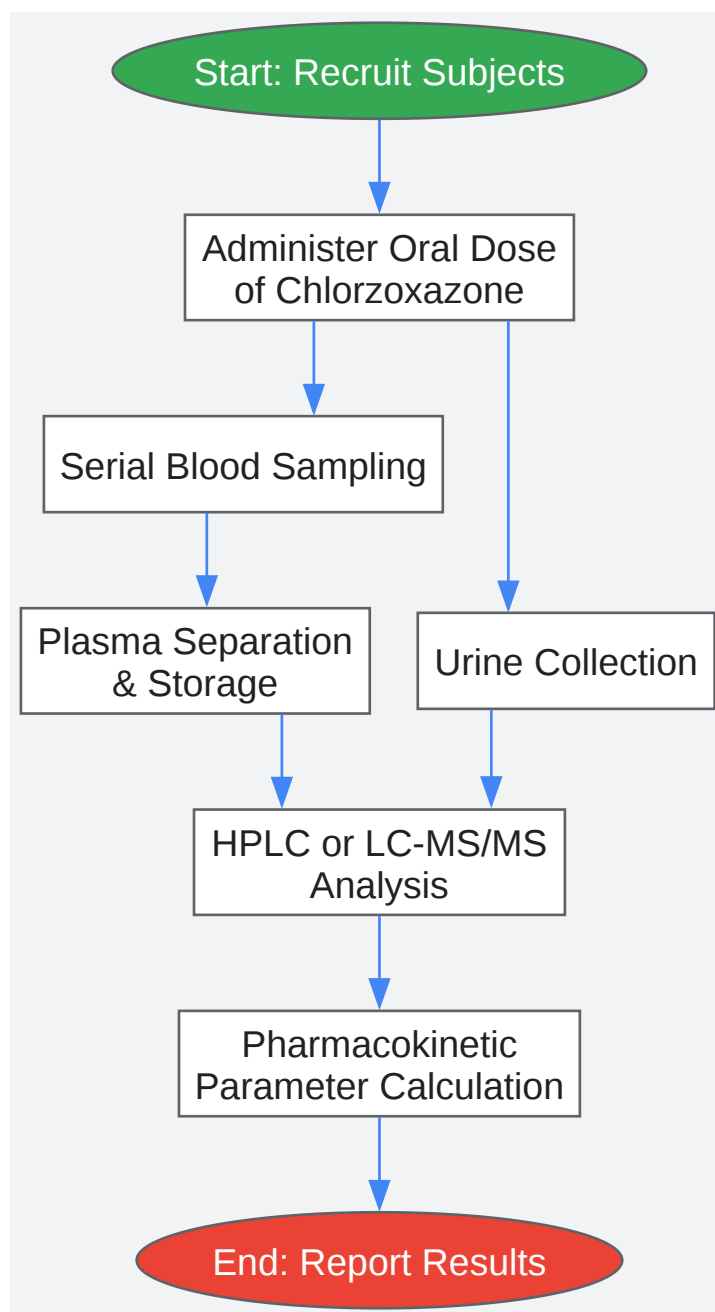 Start: Recruit Subjects
Administer Oral Dose
of Chlorzoxazone
Serial Blood Sampling
Plasma Separation
& Storage
Urine Collection
HPLC or LC-MS/MS
Analysis
Pharmacokinetic
Parameter Calculation
End: Report Results